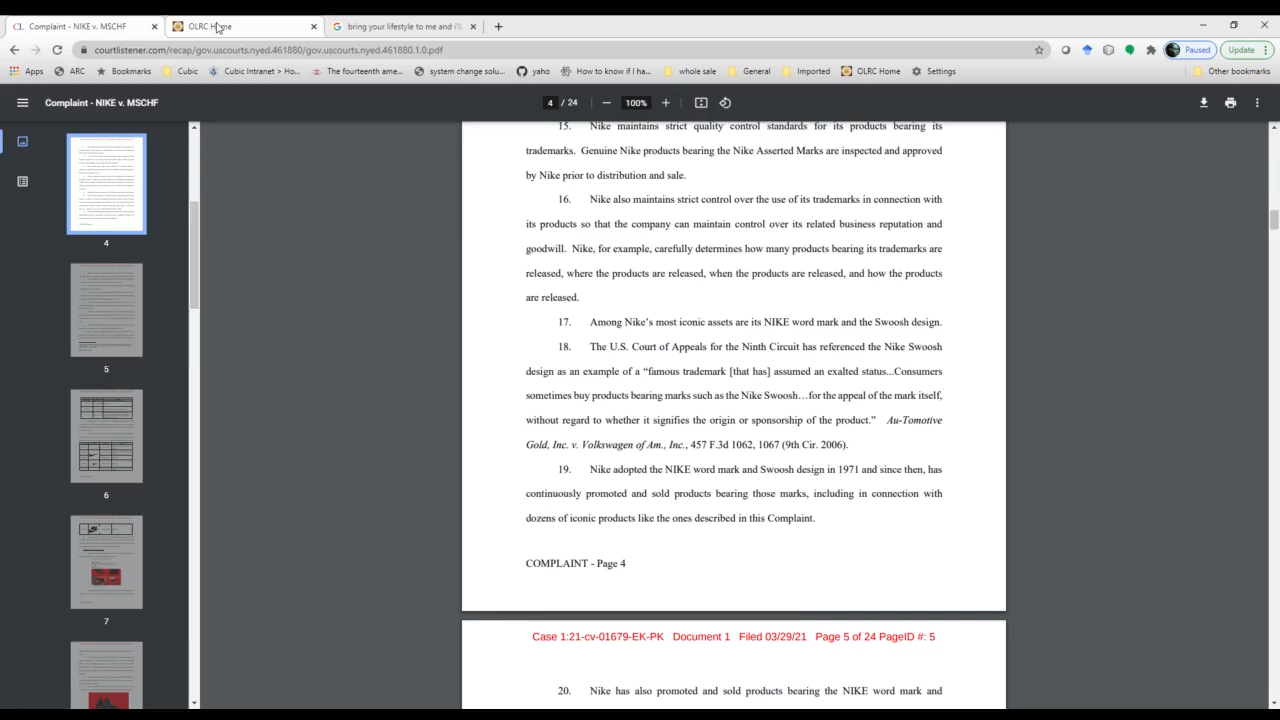 CL Complaint - NIKE v. MSCHF
OLRC Home
bring your lifestyle to me and i'll
courtlistener.com/recap/gov.uscourts.nyed.461880/gov.uscourts.nyed.461880.1.0.pdf
Paused
Update
Apps
ARC
Bookmarks
Cubic
Cubic Intranet > Ho...
The fourteenth ame...
system change solu...
yaho
How to know if I ha...
whole sale
General
Imported
OLRC Home
Settings
Other bookmarks
Complaint - NIKE v. MSCHF
4 / 24
100%
4
5
6
7
15. Nike maintains strict quality control standards for its products bearing its
trademarks. Genuine Nike products bearing the Nike Asserted Marks are inspected and approved
by Nike prior to distribution and sale.
16. Nike also maintains strict control over the use of its trademarks in connection with
its products so that the company can maintain control over its related business reputation and
goodwill. Nike, for example, carefully determines how many products bearing its trademarks are
released, where the products are released, when the products are released, and how the products
are released.
17. Among Nike's most iconic assets are its NIKE word mark and the Swoosh design.
18. The U.S. Court of Appeals for the Ninth Circuit has referenced the Nike Swoosh
design as an example of a “famous trademark [that has] assumed an exalted status...Consumers
sometimes buy products bearing marks such as the Nike Swoosh…for the appeal of the mark itself,
without regard to whether it signifies the origin or sponsorship of the product.” Au-Tomotive
Gold, Inc. v. Volkswagen of Am., Inc., 457 F.3d 1062, 1067 (9th Cir. 2006).
19. Nike adopted the NIKE word mark and Swoosh design in 1971 and since then, has
continuously promoted and sold products bearing those marks, including in connection with
dozens of iconic products like the ones described in this Complaint.
COMPLAINT - Page 4
Case 1:21-cv-01679-EK-PK Document 1 Filed 03/29/21 Page 5 of 24 PageID #: 5
20. Nike has also promoted and sold products bearing the NIKE word mark and